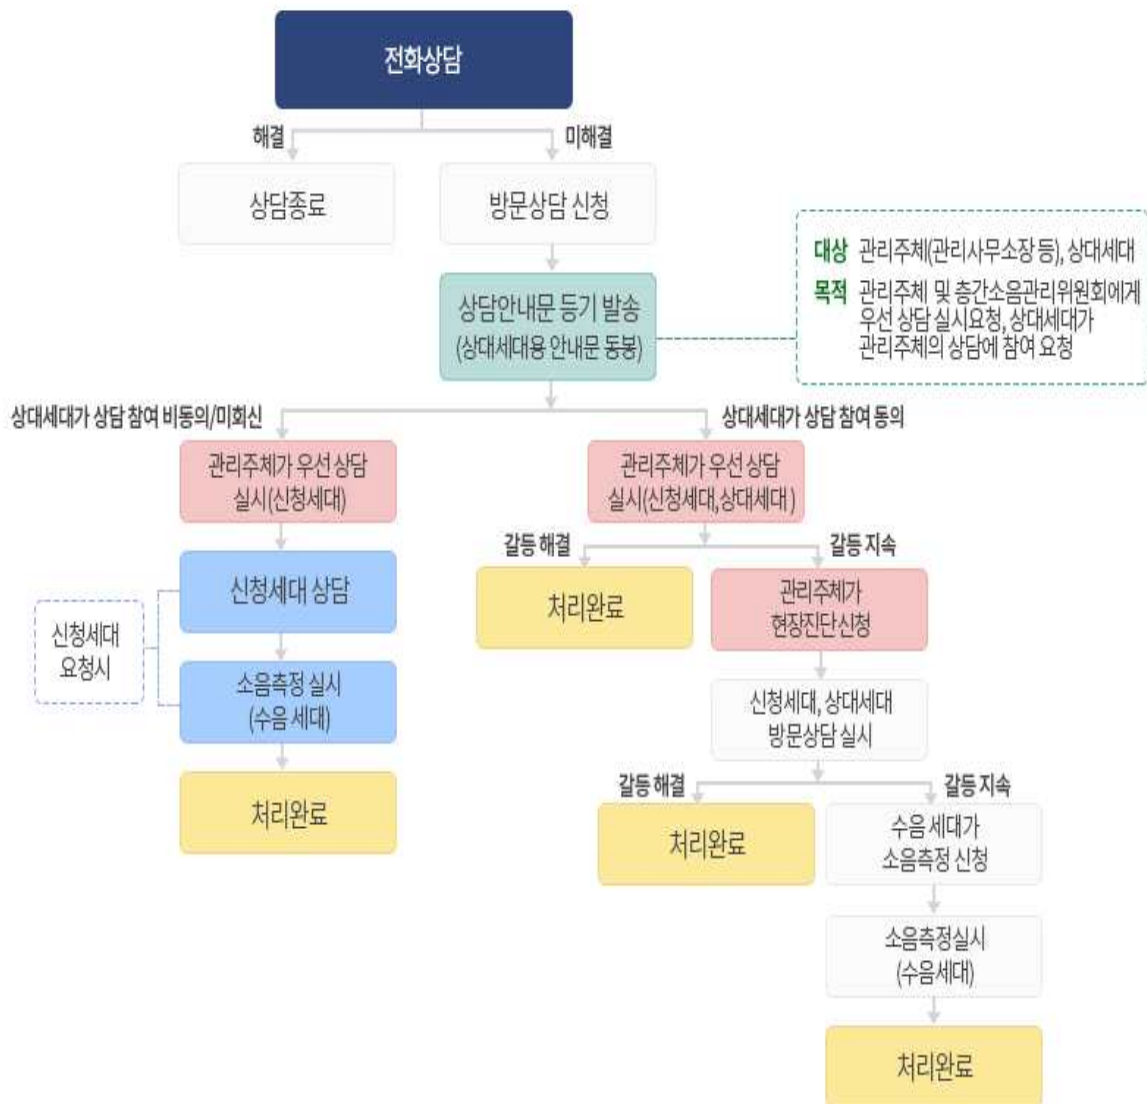 전화상담
해결
미해결
상담종료
방문상담 신청
상담안내문 등기 발송
(상대세대용 안내문 동봉)
대상 관리주체(관리사무소장 등), 상대세대
목적 관리주체 및 층간소음관리위원회에게
우선 상담 실시요청, 상대세대가
관리주체의 상담에 참여 요청
상대세대가 상담 참여 비동의/미회신
상대세대가 상담 참여 동의
관리주체가 우선 상담
실시(신청세대)
관리주체가 우선 상담
실시(신청세대,상대세대)
신청세대
요청시
신청세대 상담
소음측정 실시
(수음 세대)
처리완료
갈등 해결
갈등 지속
처리완료
관리주체가
현장진단신청
신청세대, 상대세대
방문상담 실시
갈등 해결
갈등 지속
처리완료
수음 세대가
소음측정 신청
소음측정실시
(수음세대)
처리완료